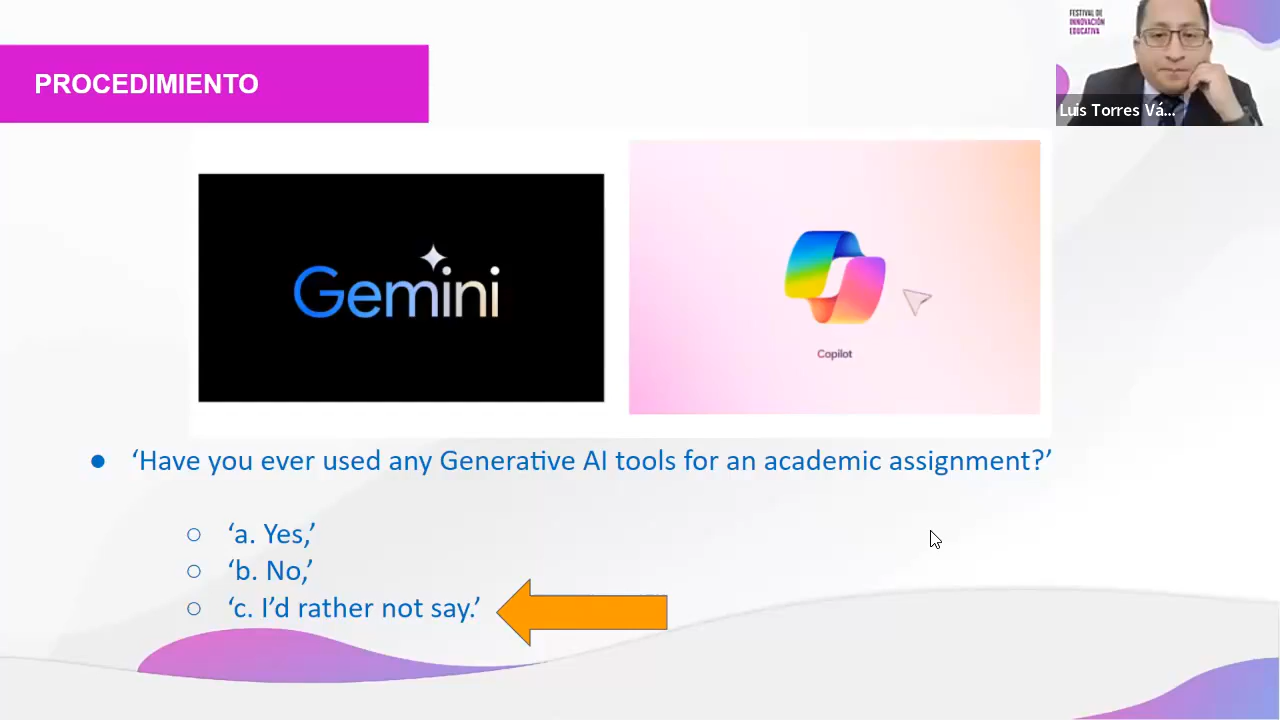 FESTIVAL DE
INNOVACIÓN
EDUCATIVA
PROCEDIMIENTO
Luis Torres Vá...
Gemini
Copilot
● ‘Have you ever used any Generative AI tools for an academic assignment?’
○ ‘a. Yes,’
○ ‘b. No,’
○ ‘c. I’d rather not say.’